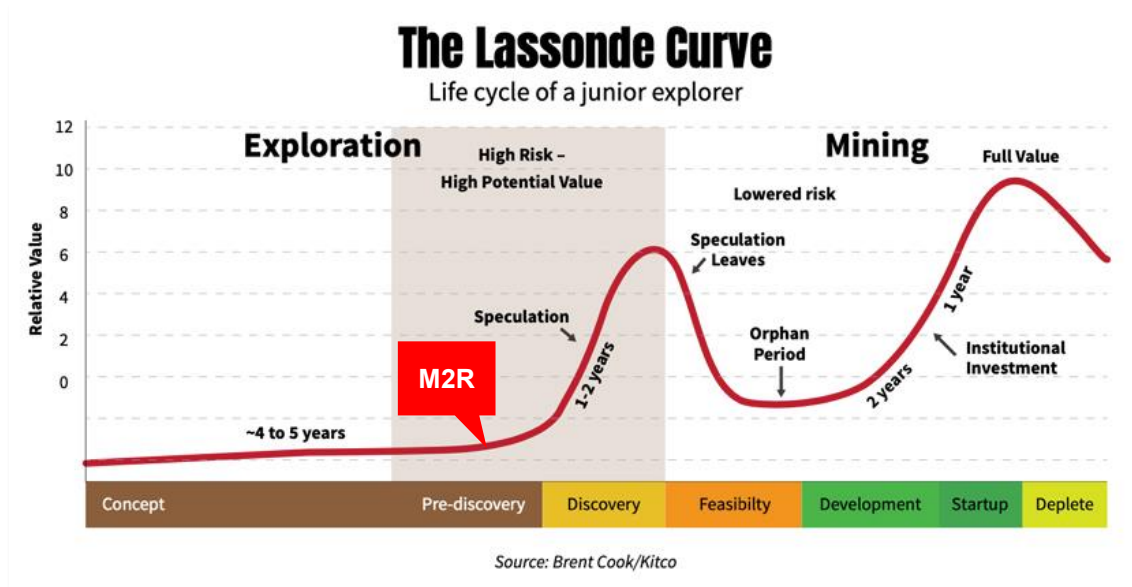 The Lassonde Curve
Life cycle of a junior explorer
Relative Value
12
10
8
6
4
2
0
Exploration
High Risk –
High Potential Value
Mining
Full Value
Lowered risk
Speculation
Leaves
Speculation
1-2 years
Orphan
Period
1 year
2 years
Institutional
Investment
M2R
~4 to 5 years
Concept
Pre-discovery
Discovery
Feasibilty
Development
Startup
Deplete
Source: Brent Cook/Kitco